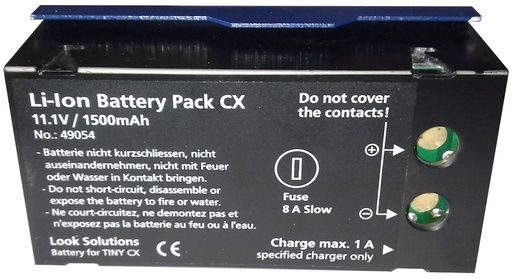 Li-Ion Battery Pack CX
11.1V / 1500mAh
No.: 49054
- Batterie nicht kurzschliessen, nicht
auseinandernehmen, nicht mit Feuer
oder Wasser in Kontakt bringen.
- Do not short-circuit, disassemble or
expose the battery to fire or water.
- Ne court-circuitez, ne demontez pas et
n'exposez pas la batterie au feu ou à l'eau.
Look Solutions
Battery for TINY CX CE
Do not cover
the contacts!
+
Fuse
8 A Slow
−
Charge max. 1 A
specified charger only